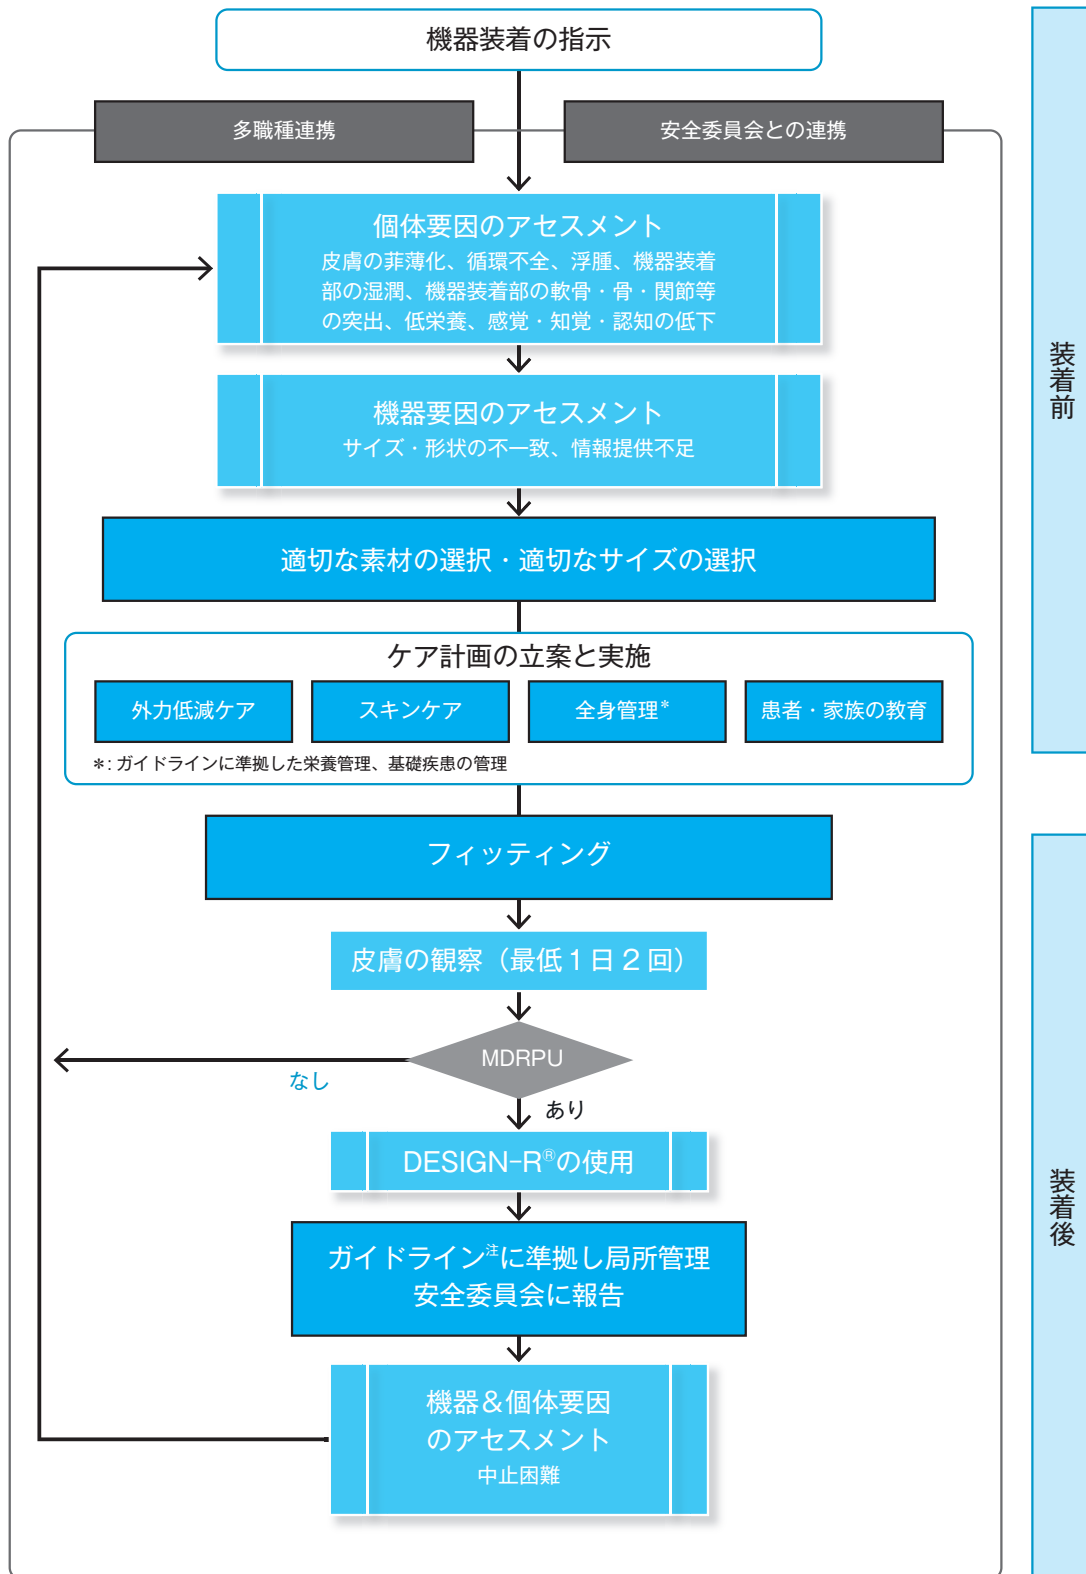 機器装着の指示
多職種連携
安全委員会との連携
個体要因のアセスメント
皮膚の菲薄化、循環不全、浮腫、機器装着
部の湿潤、機器装着部の軟骨・骨・関節等
の突出、低栄養、感覚・知覚・認知の低下
機器要因のアセスメント
サイズ・形状の不一致、情報提供不足
適切な素材の選択・適切なサイズの選択
ケア計画の立案と実施
外力低減ケア
スキンケア
全身管理*
患者・家族の教育
*：ガイドラインに準拠した栄養管理、基礎疾患の管理
装着前
フィッティング
皮膚の観察（最低１日２回）
MDRPU
なし
あり
DESIGN-R®の使用
ガイドライン注に準拠し局所管理
安全委員会に報告
機器＆個体要因
のアセスメント
中止困難
装着後